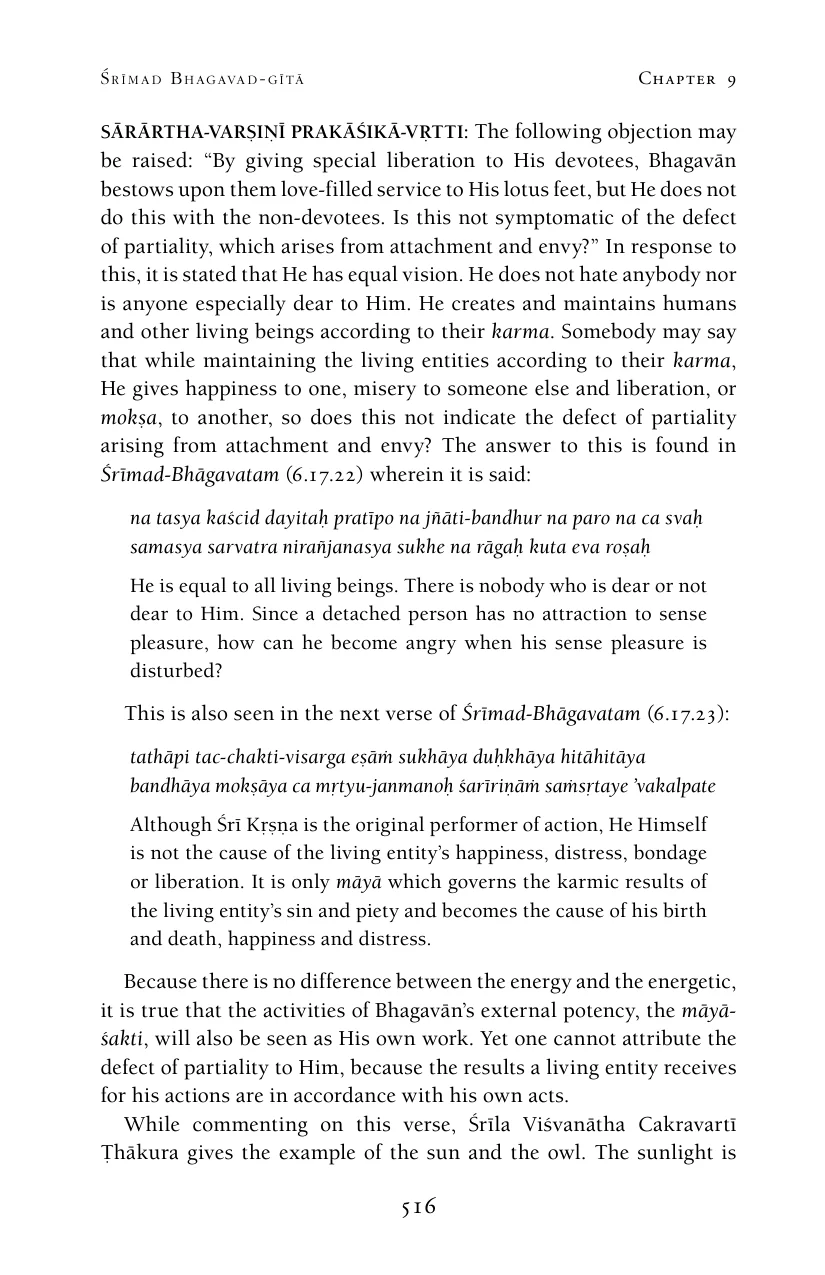 Śrīmad Bhagavad-gītā Chapter 9
SĀRĀRTHA-VARṢIṆĪ PRAKĀŚIKĀ-VṚTTI: The following objection may
be raised: “By giving special liberation to His devotees, Bhagavān
bestows upon them love-filled service to His lotus feet, but He does not
do this with the non-devotees. Is this not symptomatic of the defect
of partiality, which arises from attachment and envy?” In response to
this, it is stated that He has equal vision. He does not hate anybody nor
is anyone especially dear to Him. He creates and maintains humans
and other living beings according to their karma. Somebody may say
that while maintaining the living entities according to their karma,
He gives happiness to one, misery to someone else and liberation, or
mokṣa, to another, so does this not indicate the defect of partiality
arising from attachment and envy? The answer to this is found in
Śrīmad-Bhāgavatam (6.17.22) wherein it is said:
na tasya kaścid dayitaḥ pratīpo na jñāti-bandhur na paro na ca svaḥ
samasya sarvatra nirañjanasya sukhe na rāgaḥ kuta eva roṣaḥ
He is equal to all living beings. There is nobody who is dear or not
dear to Him. Since a detached person has no attraction to sense
pleasure, how can he become angry when his sense pleasure is
disturbed?
This is also seen in the next verse of Śrīmad-Bhāgavatam (6.17.23):
tathāpi tac-chakti-visarga eṣāṁ sukhāya duḥkhāya hitāhitāya
bandhāya mokṣāya ca mṛtyu-janmanoḥ śarīriṇāṁ saṁsṛtaye ’vakalpate
Although Śrī Kṛṣṇa is the original performer of action, He Himself
is not the cause of the living entity’s happiness, distress, bondage
or liberation. It is only māyā which governs the karmic results of
the living entity’s sin and piety and becomes the cause of his birth
and death, happiness and distress.
Because there is no difference between the energy and the energetic,
it is true that the activities of Bhagavān’s external potency, the māyā-
śakti, will also be seen as His own work. Yet one cannot attribute the
defect of partiality to Him, because the results a living entity receives
for his actions are in accordance with his own acts.
While commenting on this verse, Śrīla Viśvanātha Cakravartī
Ṭhākura gives the example of the sun and the owl. The sunlight is
516